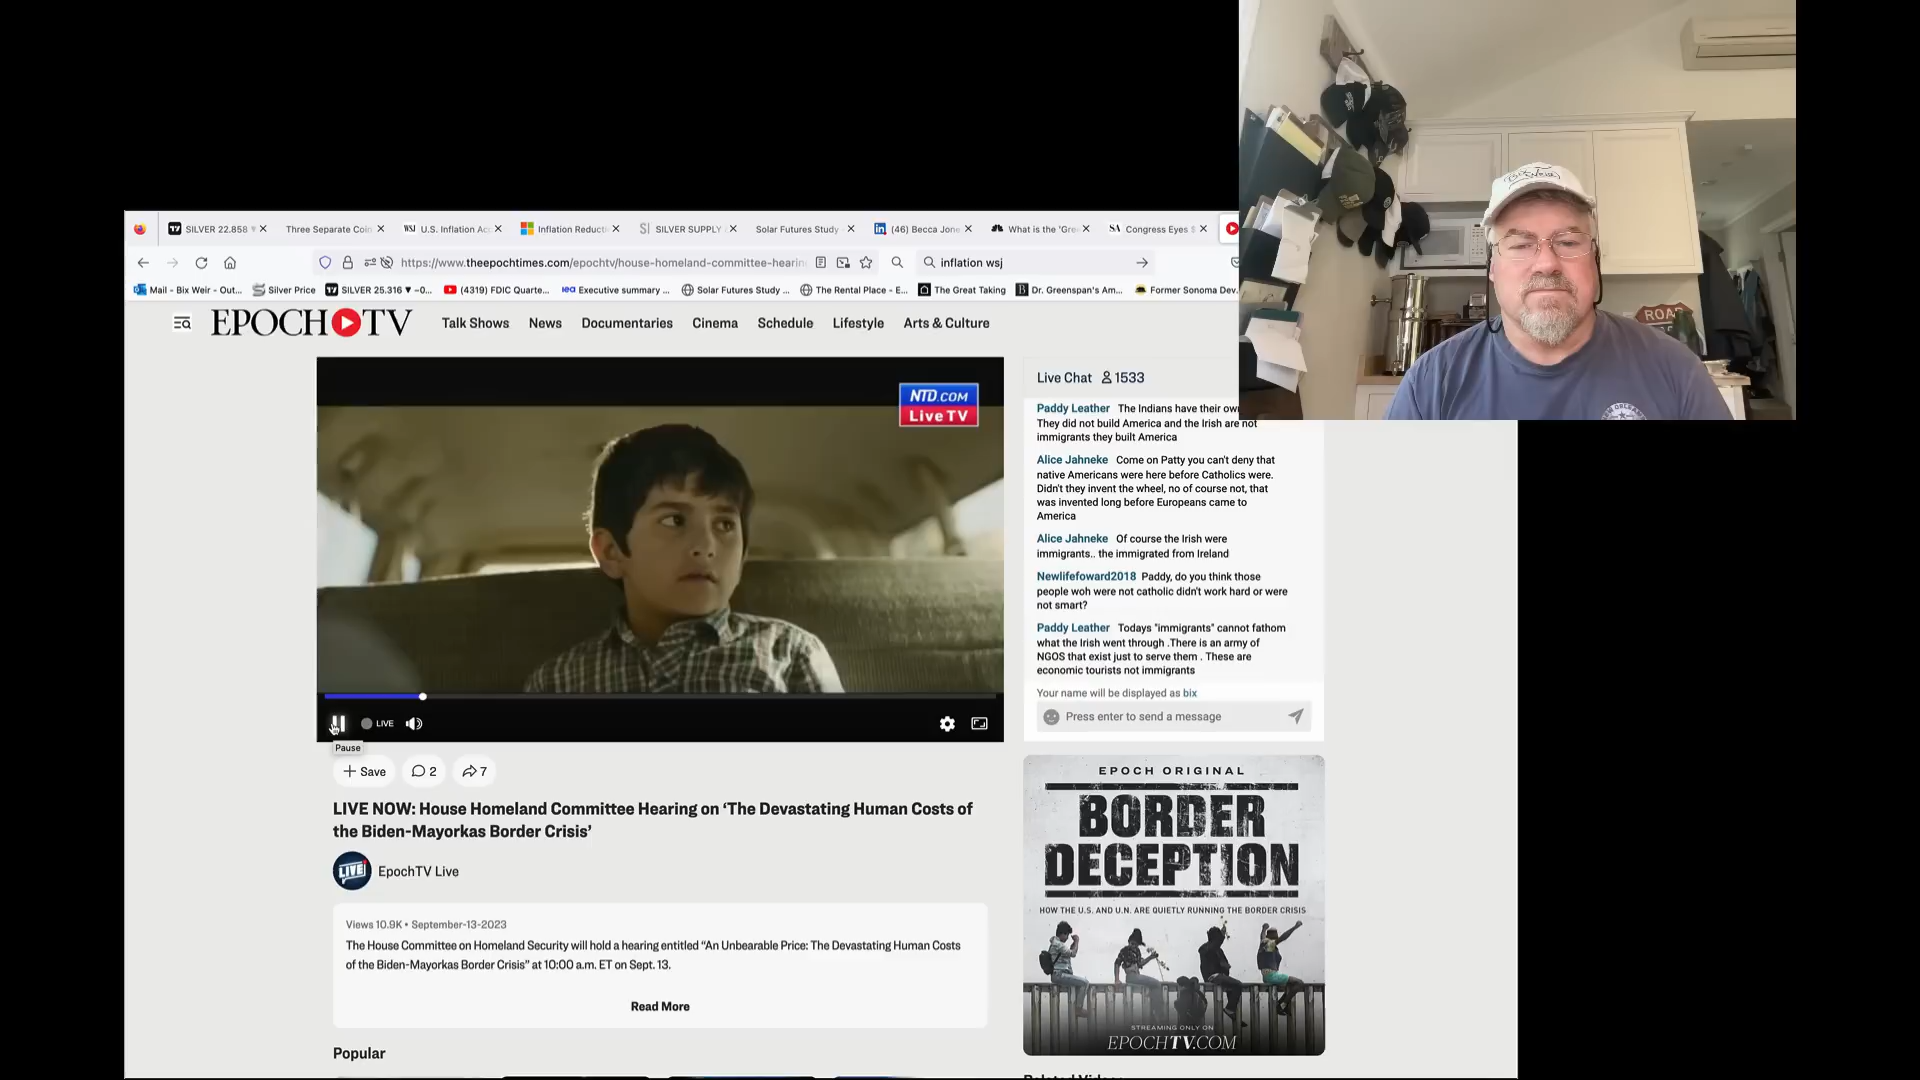 SILVER 22.858
Three Separate Coin
WSJ U.S. Inflation Acc
Inflation Reducti
SILVER SUPPLY
Solar Futures Study -
(46) Becca Jone
What is the 'Gre
SA Congress Eyes
https://www.theepochtimes.com/epochtv/house-homeland-committee-hearin
inflation wsj
Mail - Bix Weir - Out...
Silver Price
SILVER 25.316 ▼ −0...
(4319) FDIC Quarte...
Executive summary ...
Solar Futures Study ...
The Rental Place - E...
The Great Taking
Dr. Greenspan's Am...
Former Sonoma Dev.
EPOCH TV
Talk Shows
News
Documentaries
Cinema
Schedule
Lifestyle
Arts & Culture
NTD.COM
Live TV
LIVE
Pause
Save
2
7
LIVE NOW: House Homeland Committee Hearing on ‘The Devastating Human Costs of
the Biden-Mayorkas Border Crisis’
LIVE!
EpochTV Live
Views 10.9K • September-13-2023
The House Committee on Homeland Security will hold a hearing entitled “An Unbearable Price: The Devastating Human Costs
of the Biden-Mayorkas Border Crisis” at 10:00 a.m. ET on Sept. 13.
Read More
Popular
Live Chat 1533
Paddy Leather The Indians have their own
They did not build America and the Irish are not
immigrants they built America
Alice Jahneke Come on Patty you can't deny that
native Americans were here before Catholics were.
Didn't they invent the wheel, no of course not, that
was invented long before Europeans came to
America
Alice Jahneke Of course the Irish were
immigrants.. the immigrated from Ireland
Newlifefoward2018 Paddy, do you think those
people woh were not catholic didn't work hard or were
not smart?
Paddy Leather Todays "immigrants" cannot fathom
what the Irish went through .There is an army of
NGOS that exist just to serve them . These are
economic tourists not immigrants
Your name will be displayed as bix
Press enter to send a message
EPOCH ORIGINAL
BORDER
DECEPTION
HOW THE U.S. AND U.N. ARE QUIETLY RUNNING THE BORDER CRISIS
STREAMING ONLY ON
EPOCHTV.COM
Related Videos
ROAD